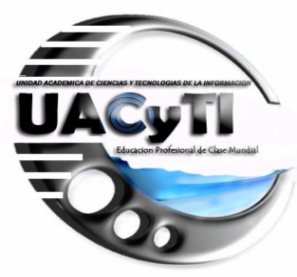 UNIDAD ACADEMICA DE CIENCIAS Y TECNOLOGIAS DE LA INFORMACION
UACyTI
Educacion Profesional de Clase Mundial